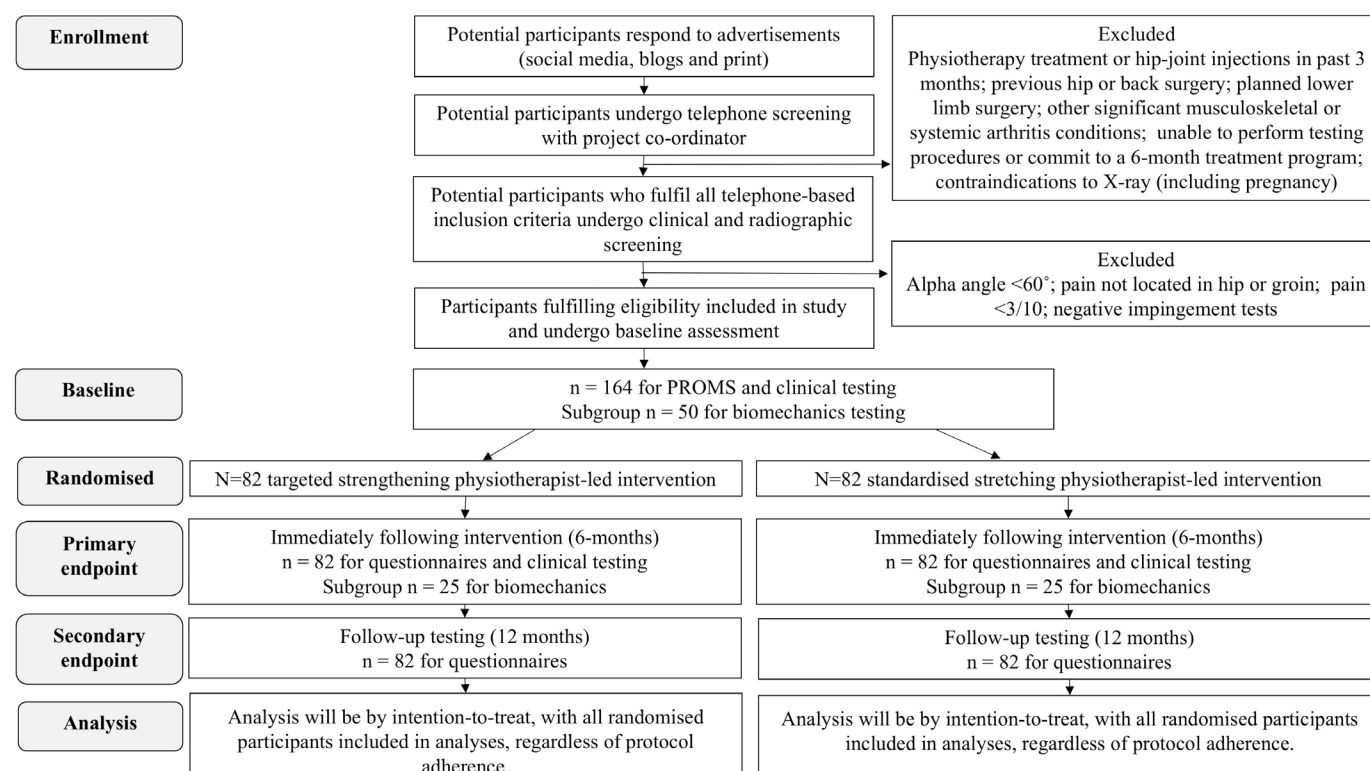 Enrollment
Potential participants respond to advertisements
(social media, blogs and print)
Potential participants undergo telephone screening
with project co-ordinator
Excluded
Physiotherapy treatment or hip-joint injections in past 3
months; previous hip or back surgery; planned lower
limb surgery; other significant musculoskeletal or
systemic arthritis conditions;  unable to perform testing
procedures or commit to a 6-month treatment program;
contraindications to X-ray (including pregnancy)
Potential participants who fulfil all telephone-based
inclusion criteria undergo clinical and radiographic
screening
Excluded
Alpha angle <60˚; pain not located in hip or groin;  pain
<3/10; negative impingement tests
Participants fulfilling eligibility included in study
and undergo baseline assessment
Baseline
n = 164 for PROMS and clinical testing
Subgroup n = 50 for biomechanics testing
Randomised
N=82 targeted strengthening physiotherapist-led intervention
N=82 standardised stretching physiotherapist-led intervention
Primary
endpoint
Immediately following intervention (6-months)
n = 82 for questionnaires and clinical testing
Subgroup n = 25 for biomechanics
Immediately following intervention (6-months)
n = 82 for questionnaires and clinical testing
Subgroup n = 25 for biomechanics
Secondary
endpoint
Follow-up testing (12 months)
n = 82 for questionnaires
Follow-up testing (12 months)
n = 82 for questionnaires
Analysis
Analysis will be by intention-to-treat, with all randomised
participants included in analyses, regardless of protocol
adherence
Analysis will be by intention-to-treat, with all randomised participants
included in analyses, regardless of protocol adherence.